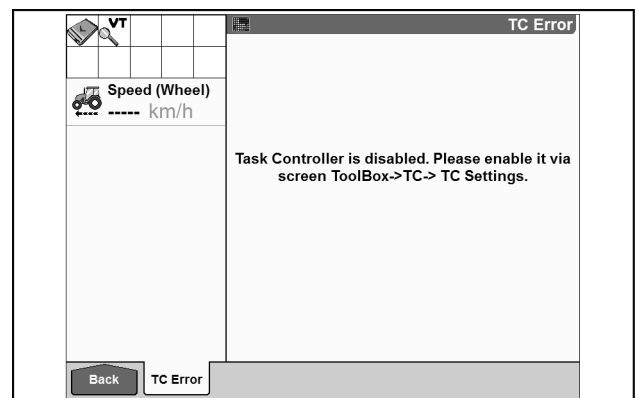 VT
TC Error
Speed (Wheel)
----- km/h
Task Controller is disabled. Please enable it via
screen ToolBox->TC-> TC Settings.
Back
TC Error